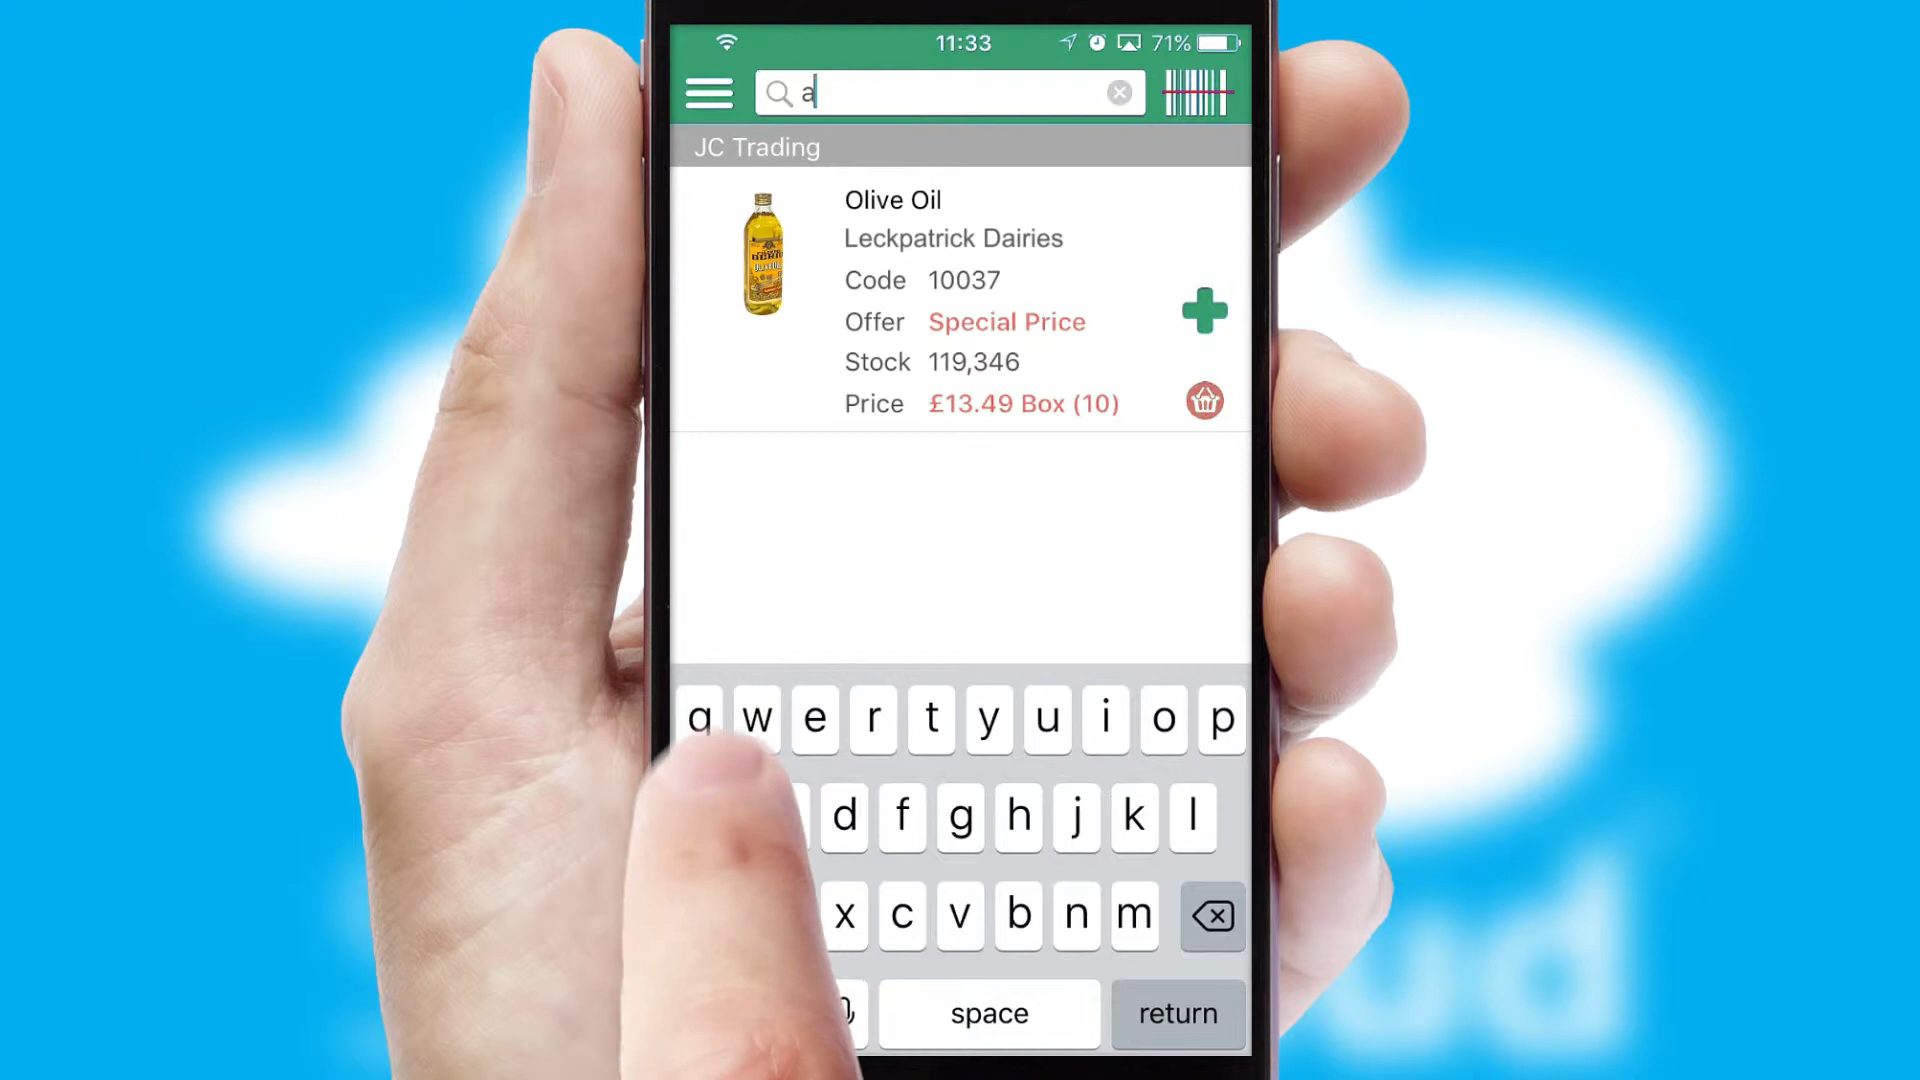 11:33
71%
a
JC Trading
Olive Oil
Leckpatrick Dairies
Code 10037
Offer Special Price
Stock 119,346
Price £13.49 Box (10)
q w e r t y u i o p
d f g h j k l
x c v b n m
space return